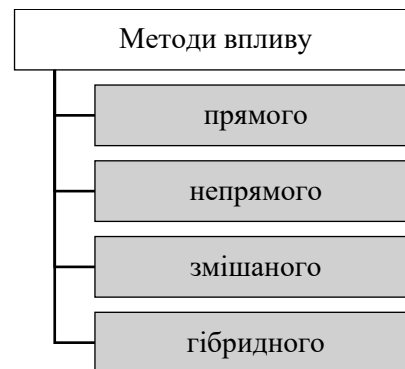 Методи впливу
прямого
непрямого
змішаного
гібридного